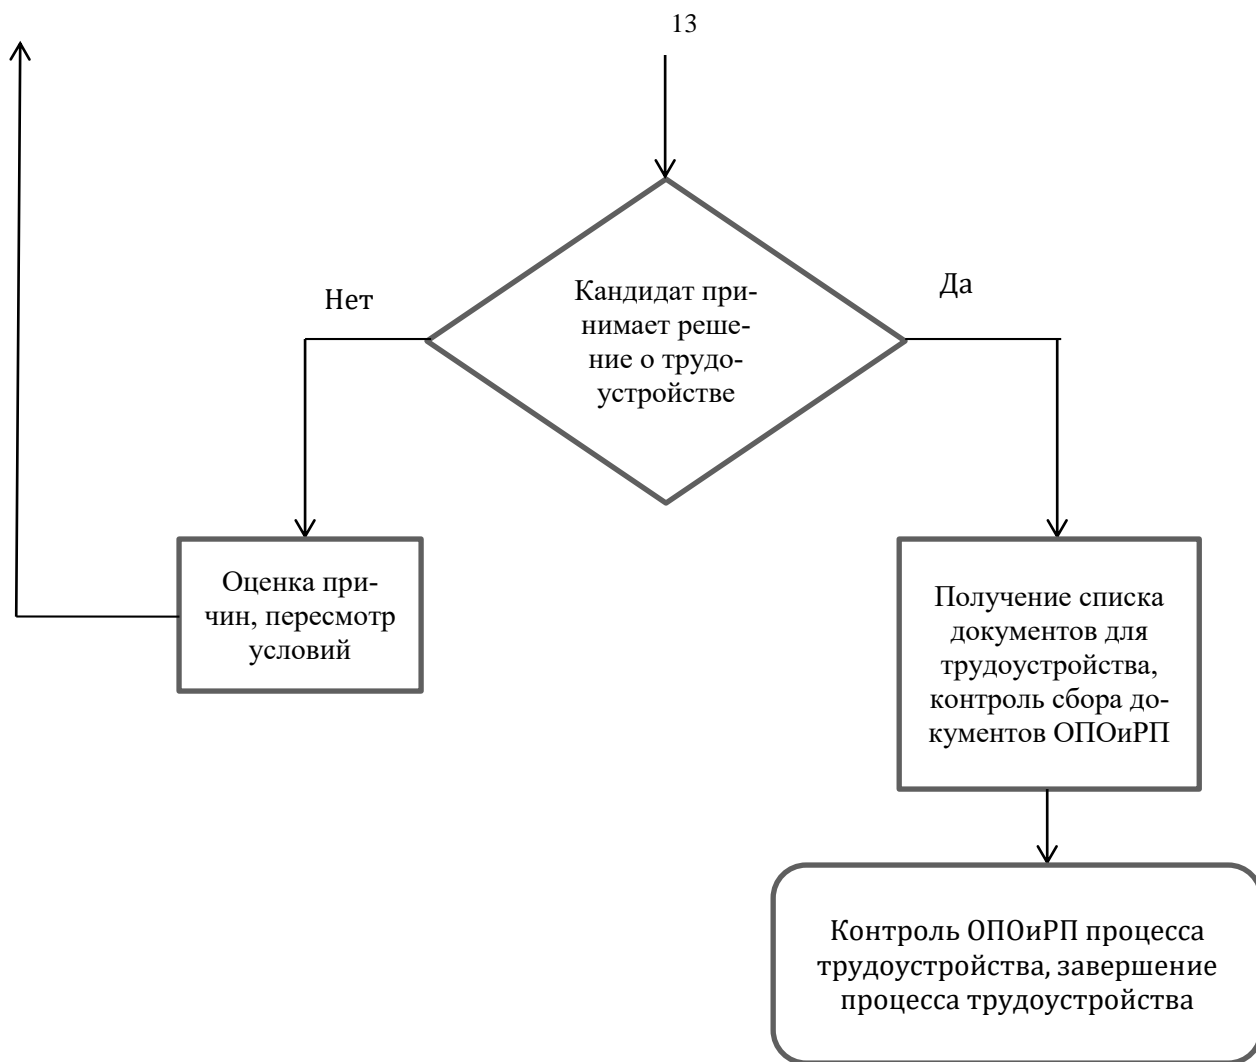 13
Нет
Да
Кандидат при-
нимает реше-
ние о трудо-
устройстве
Оценка при-
чин, пересмотр
условий
Получение списка
документов для
трудоустройства,
контроль сбора до-
кументов ОПОиРП
Контроль ОПОиРП процесса
трудоустройства, завершение
процесса трудоустройства